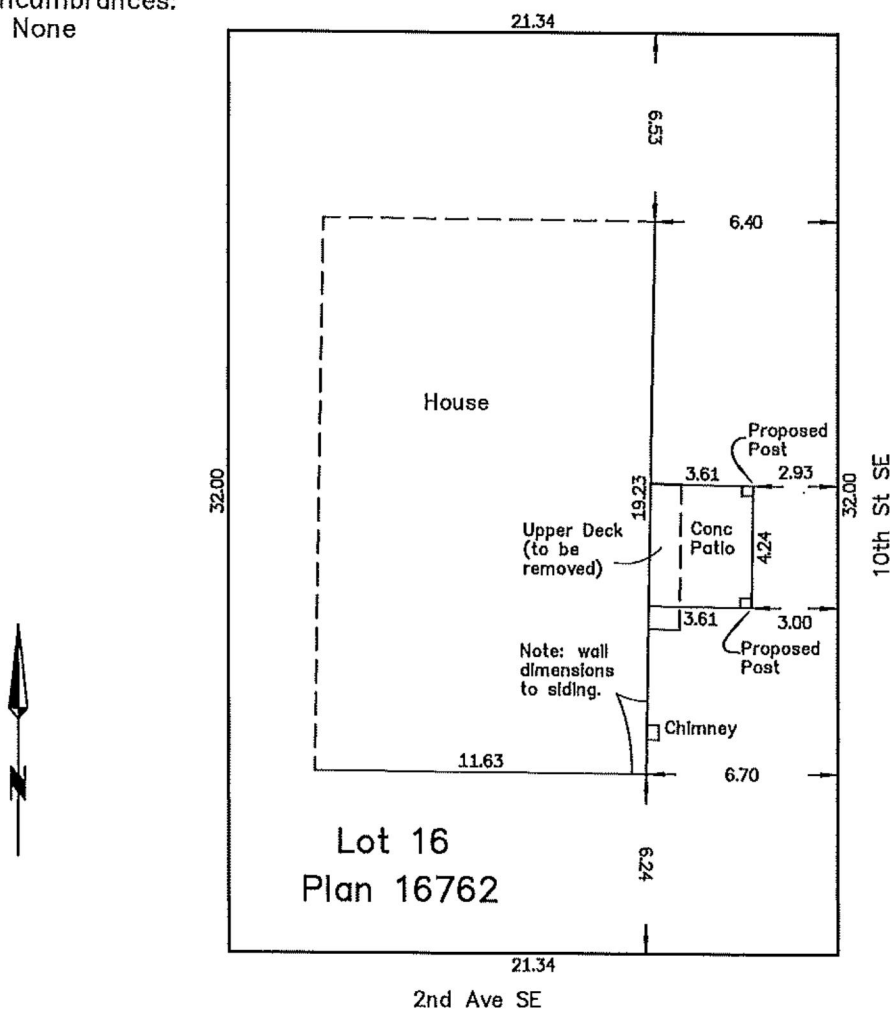 ncumbrances:
None
21.34
6.53
6.40
House
Proposed
Post
3.61
2.93
32.00
19.23
32.00
10th St SE
Upper Deck
(to be
removed)
Conc
Patio
4.24
3.61
3.00
Note: wall
dimensions
to siding.
Proposed
Post
Chimney
11.63
6.70
N
Lot 16
Plan 16762
6.24
21.34
2nd Ave SE